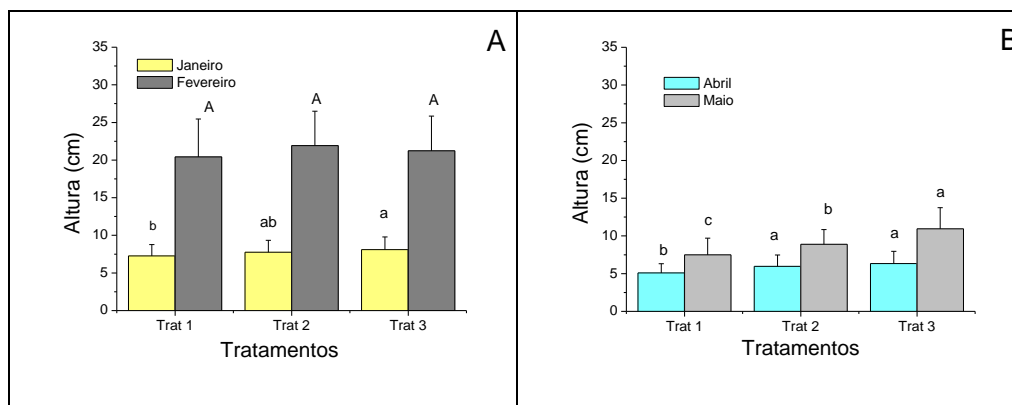 A
Janeiro
Fevereiro
Altura (cm)
35
30
25
20
15
10
5
0
A
A
A
b
ab
a
Trat 1
Trat 2
Trat 3
Tratamentos
B
Abril
Maio
Altura (cm)
35
30
25
20
15
10
5
0
b
c
a
b
a
a
Trat 1
Trat 2
Trat 3
Tratamentos